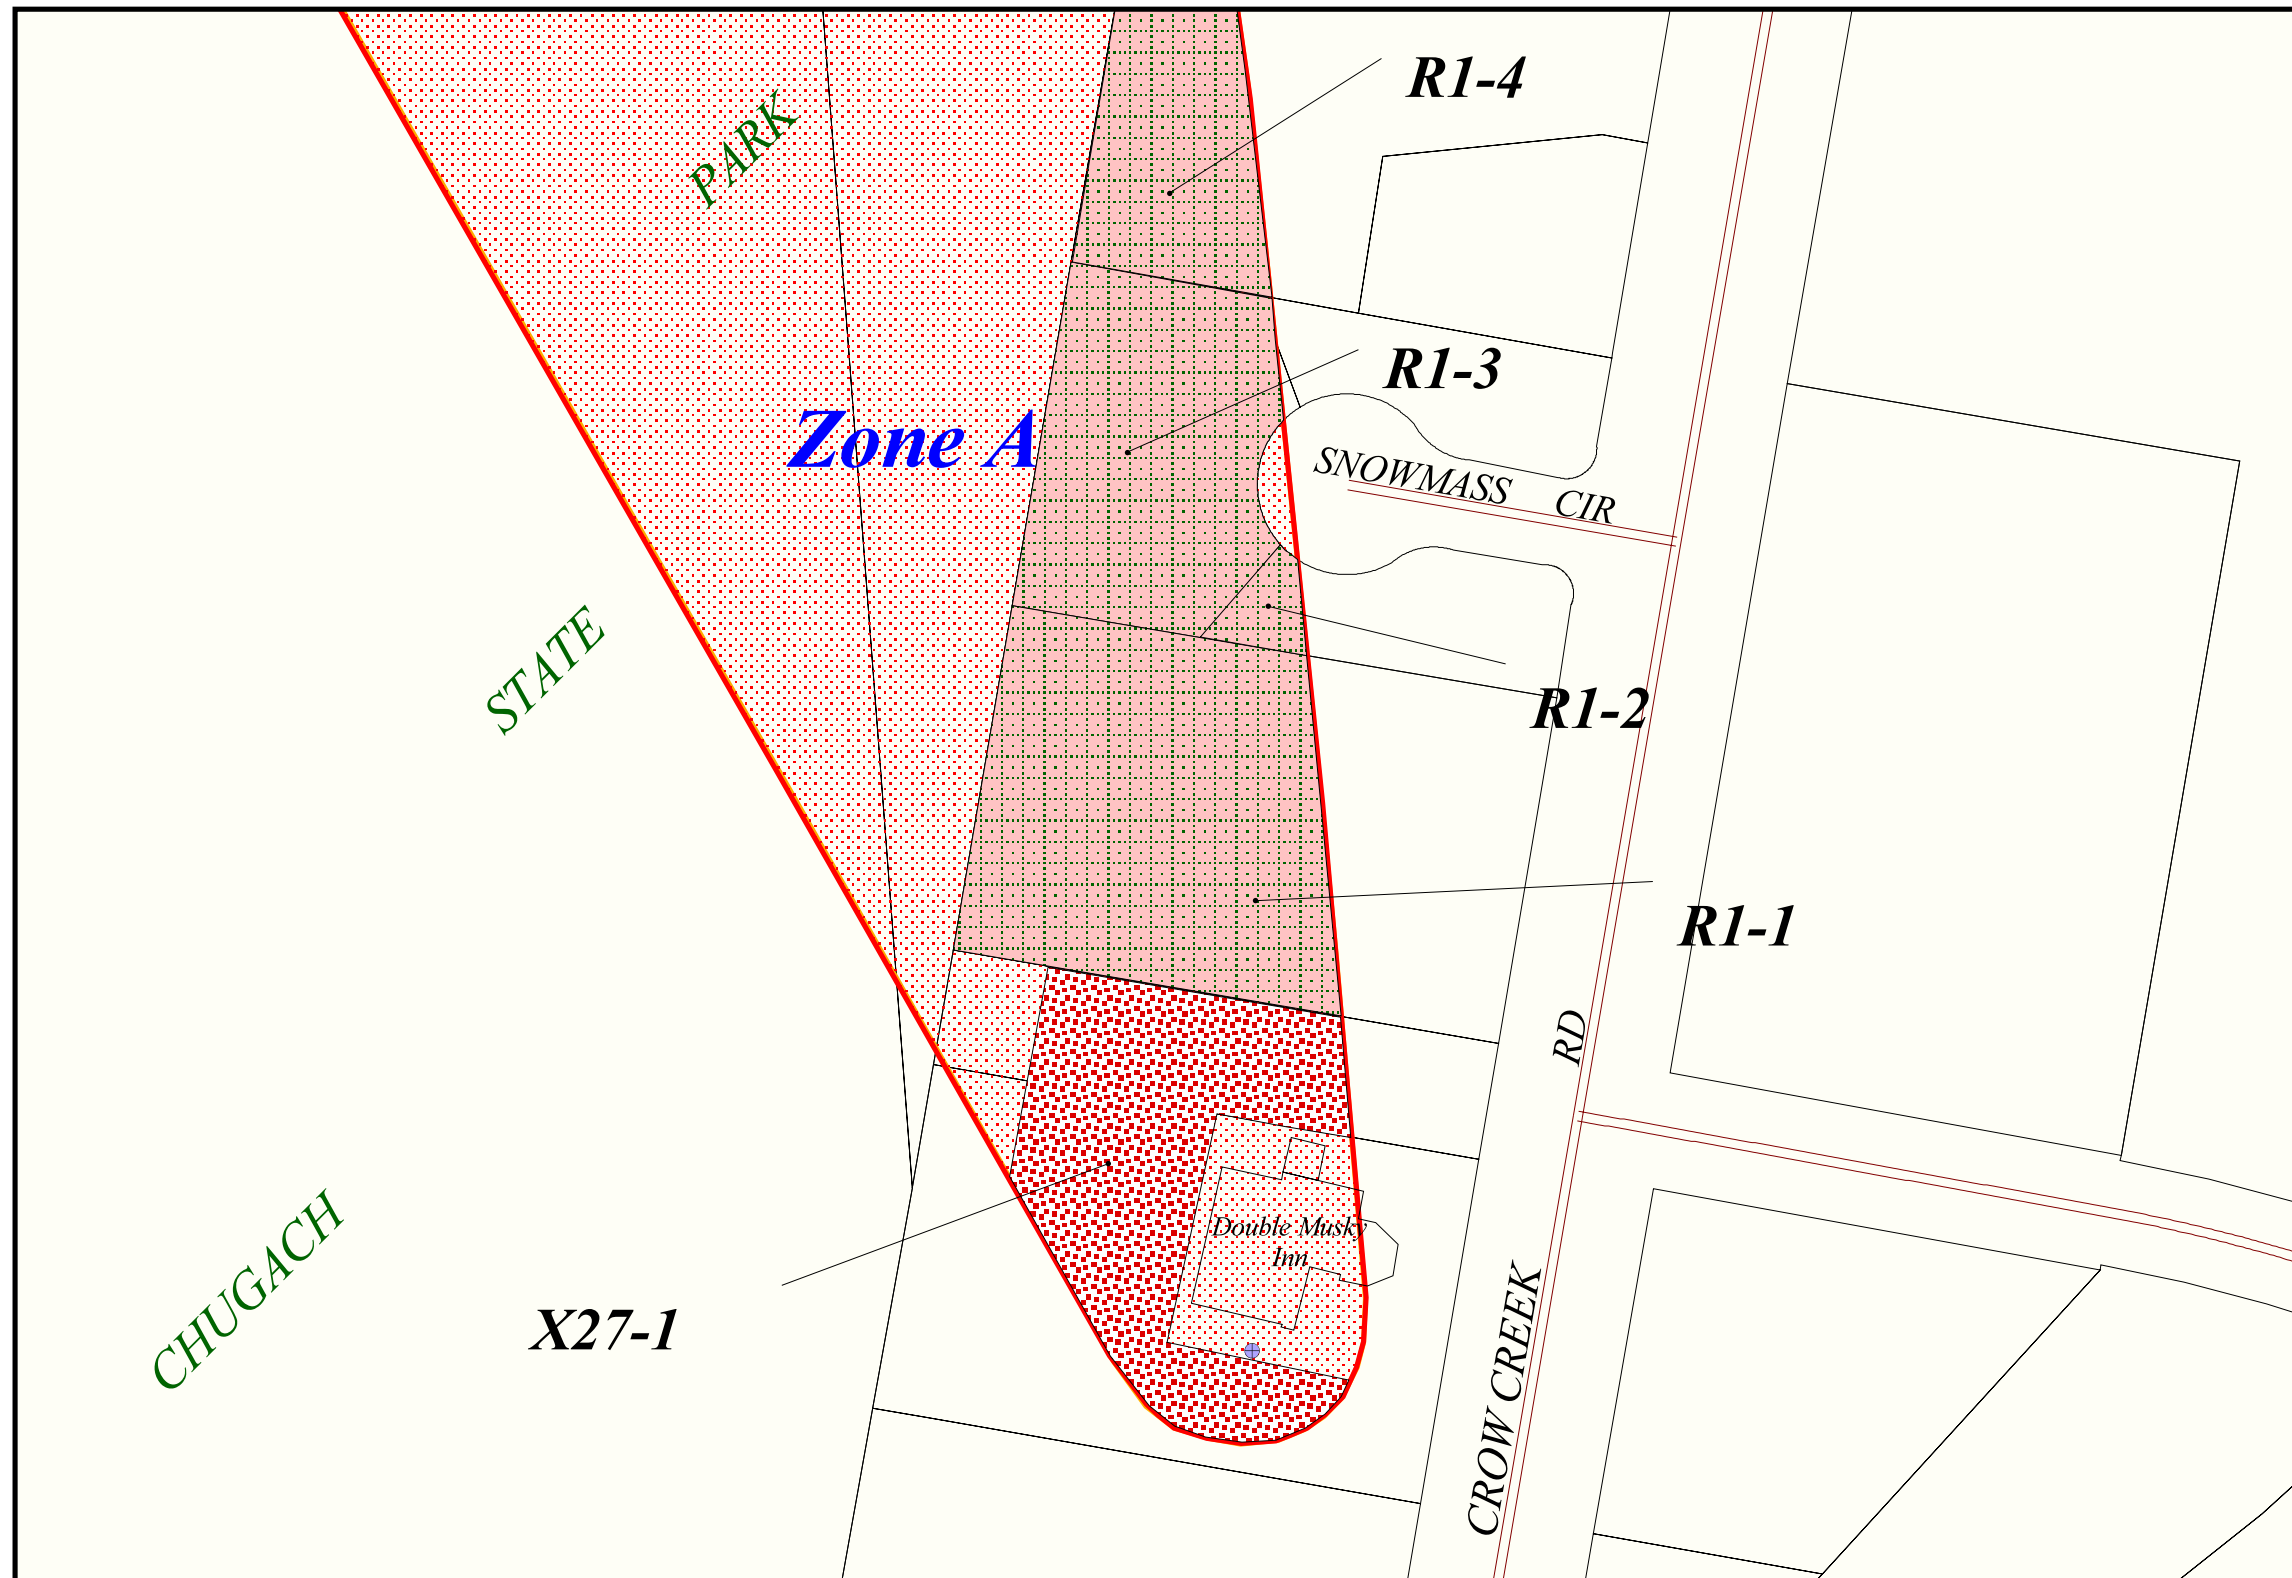 R1-4
PARK
R1-3
Zone A
SNOWMASS CIR
STATE
R1-2
R1-1
RD
Double Musky
Inn
CHUGACH
X27-1
CROW CREEK